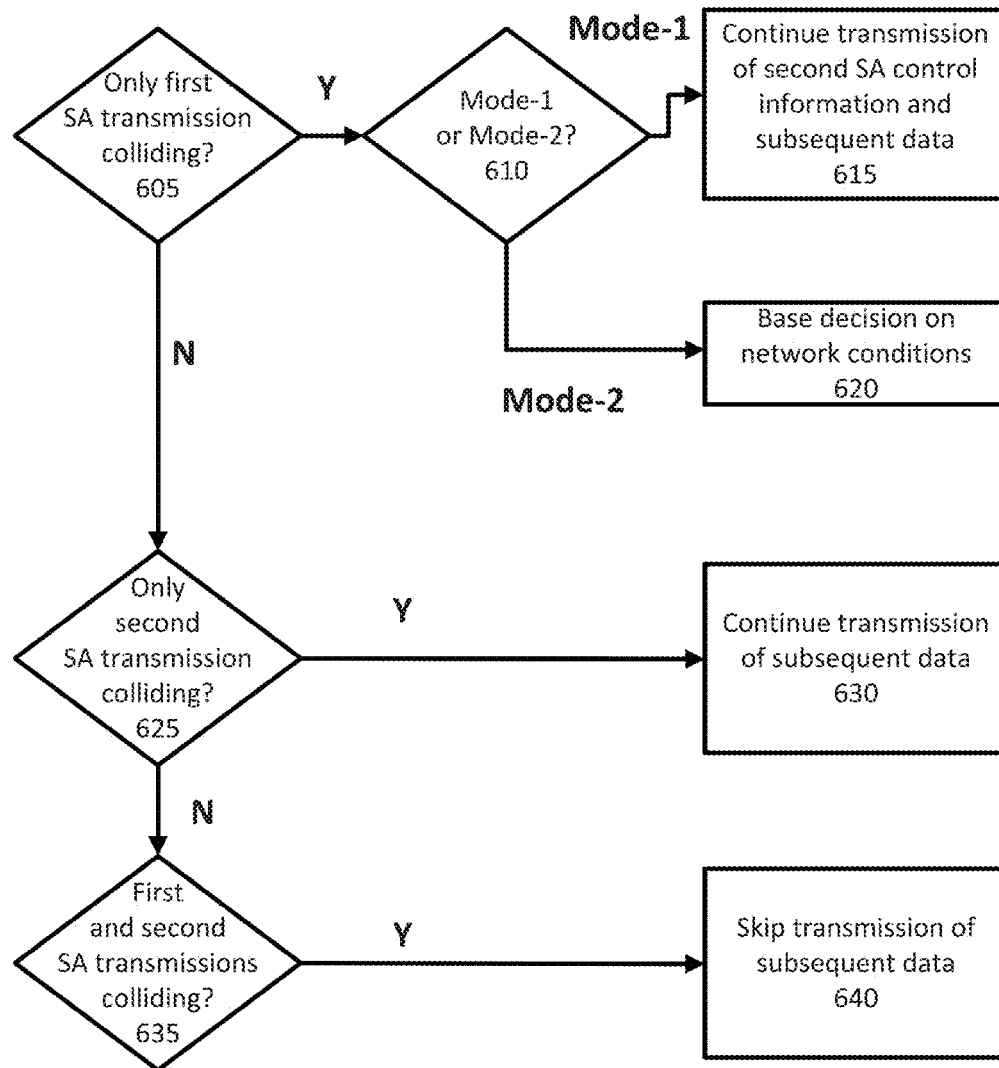 Only first
SA transmission
colliding?
605
Y
Mode-1
or Mode-2?
610
Mode-1
Continue transmission
of second SA control
information and
subsequent data
615
N
Mode-2
Base decision on
network conditions
620
Only
second
SA transmission
colliding?
625
Y
Continue transmission
of subsequent data
630
N
First
and second
SA transmissions
colliding?
635
Y
Skip transmission of
subsequent data
640